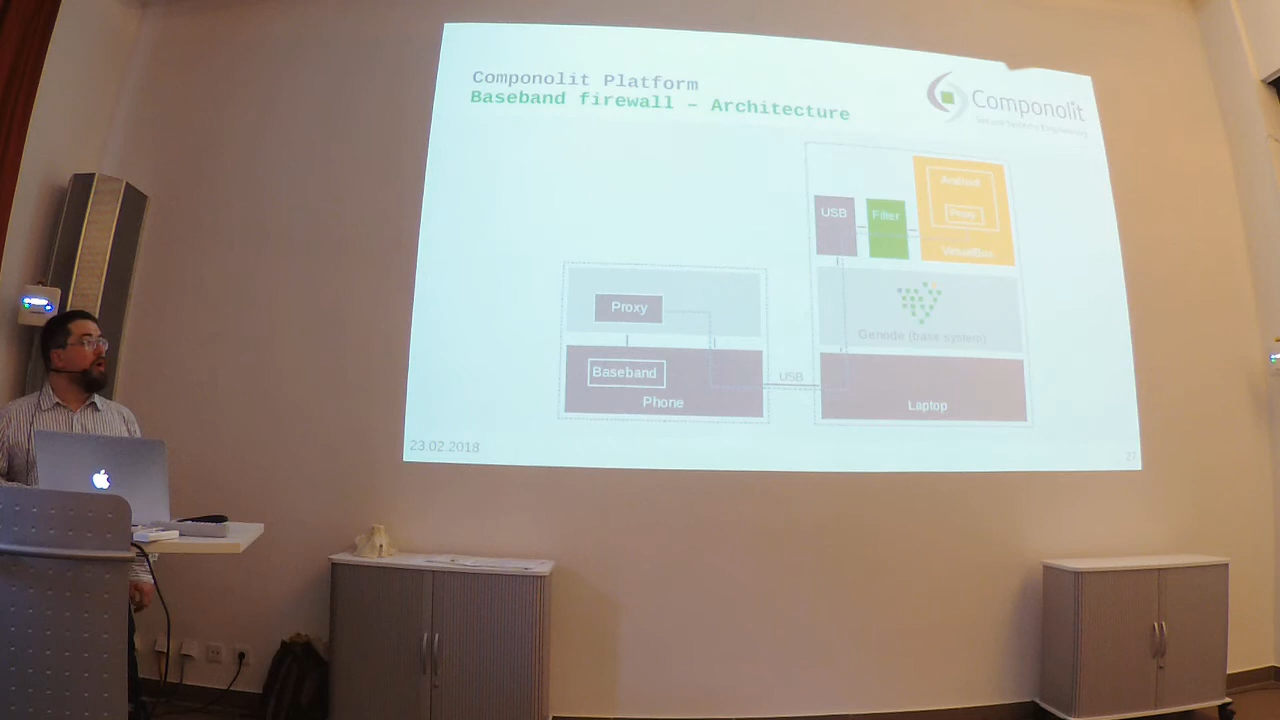 Componolit Platform
Baseband firewall – Architecture
Componolit
Android
USB
Filter
Proxy
VirtualBox
Proxy
Genode (base system)
Baseband
USB
Phone
Laptop
23.02.2018
27